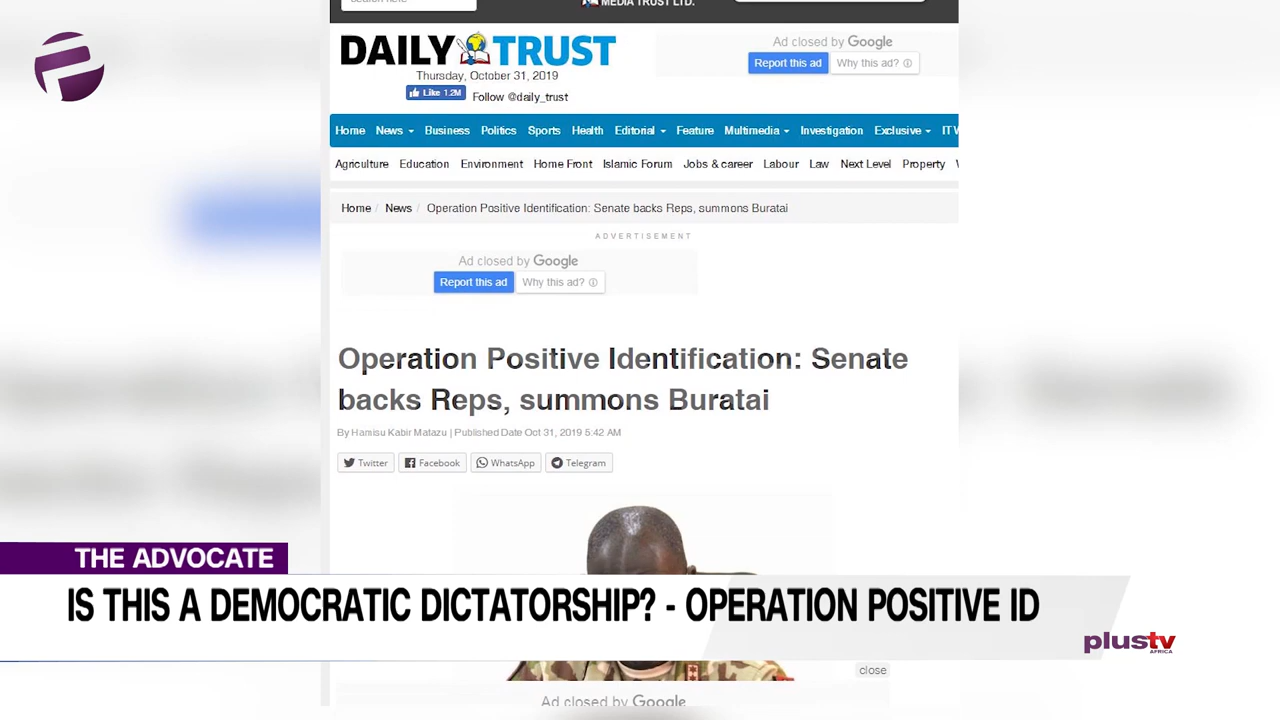 search here
MEDIA TRUST LTD.
DAILY TRUST
Thursday, October 31, 2019
Like 1.2M
Follow @daily_trust
Ad closed by Google
Report this ad
Why this ad?
Home News Business Politics Sports Health Editorial Feature Multimedia Investigation Exclusive ITV
Agriculture Education Environment Home Front Islamic Forum Jobs & career Labour Law Next Level Property
Home / News / Operation Positive Identification: Senate backs Reps, summons Buratai
ADVERTISEMENT
Ad closed by Google
Report this ad
Why this ad?
Operation Positive Identification: Senate
backs Reps, summons Buratai
By Hamisu Kabir Matazu | Published Date Oct 31, 2019 5:42 AM
Twitter Facebook WhatsApp Telegram
THE ADVOCATE
IS THIS A DEMOCRATIC DICTATORSHIP? - OPERATION POSITIVE ID
plustv
AFRICA
close
Ad closed by Google